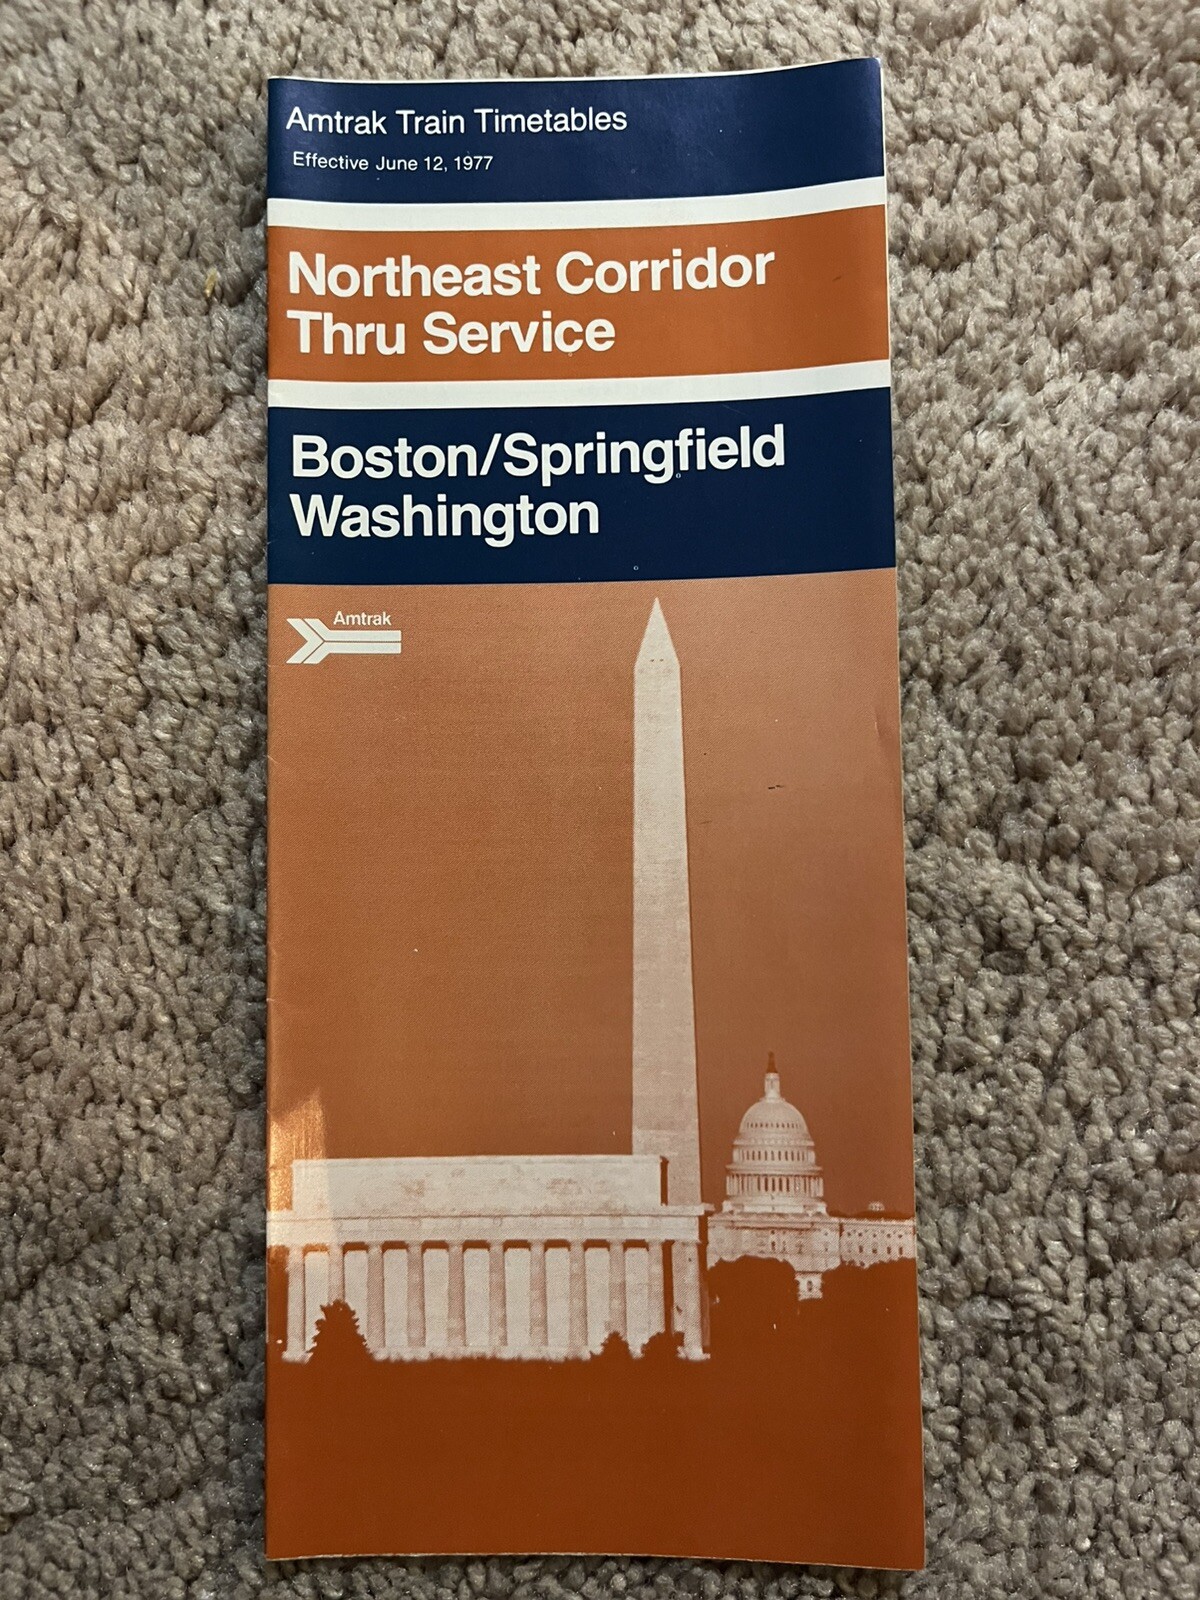 Amtrak Train Timetables
Effective June 12, 1977
Northeast Corridor
Thru Service
Boston/Springfield
Washington
Amtrak